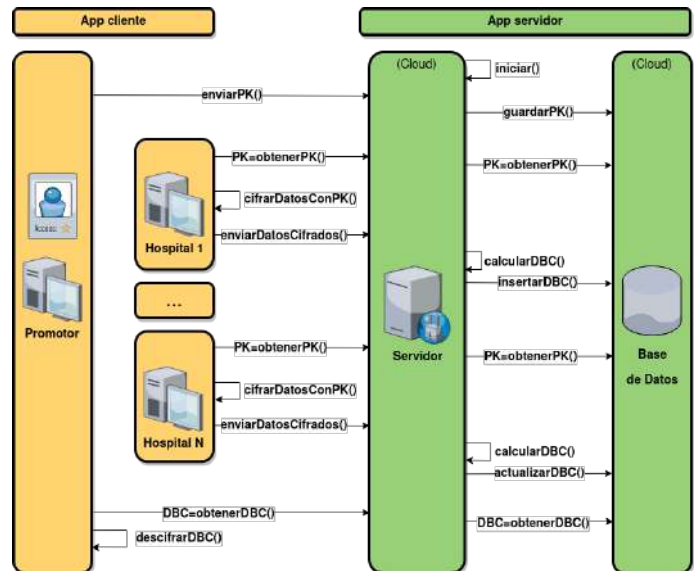 App cliente
App servidor
(Cloud)
(Cloud)
iniciar()
enviarPK()
guardarPK()
PK=obtenerPK()
PK=obtenerPK()
cifrarDatosConPK()
enviarDatosCifrados()
Hospital 1
Access
calcularDBC()
insertarDBC()
...
Promotor
Servidor
Base
de Datos
PK=obtenerPK()
PK=obtenerPK()
cifrarDatosConPK()
enviarDatosCifrados()
Hospital N
calcularDBC()
actualizarDBC()
DBC=obtenerDBC()
DBC=obtenerDBC()
descifrarDBC()